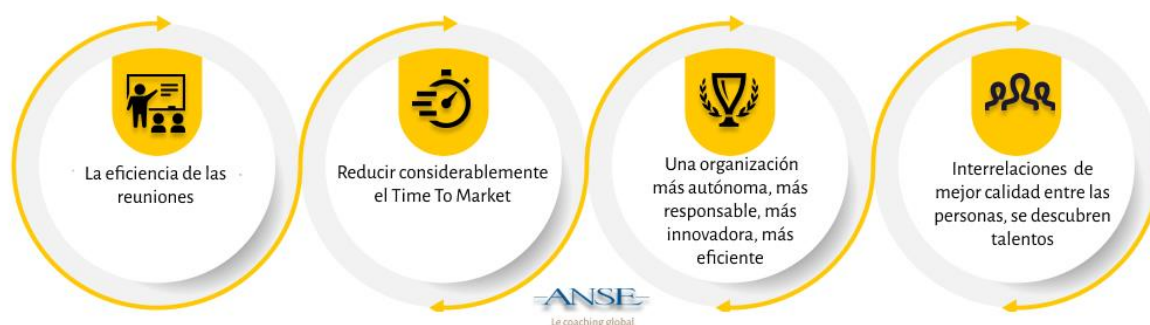 La eficiencia de las
reuniones
Reducir considerablemente
el Time To Market
Una organización
más autónoma, más
responsable, más
innovadora, más
eficiente
Interrelaciones de
mejor calidad entre las
personas, se descubren
talentos
ANSE
Le coaching global